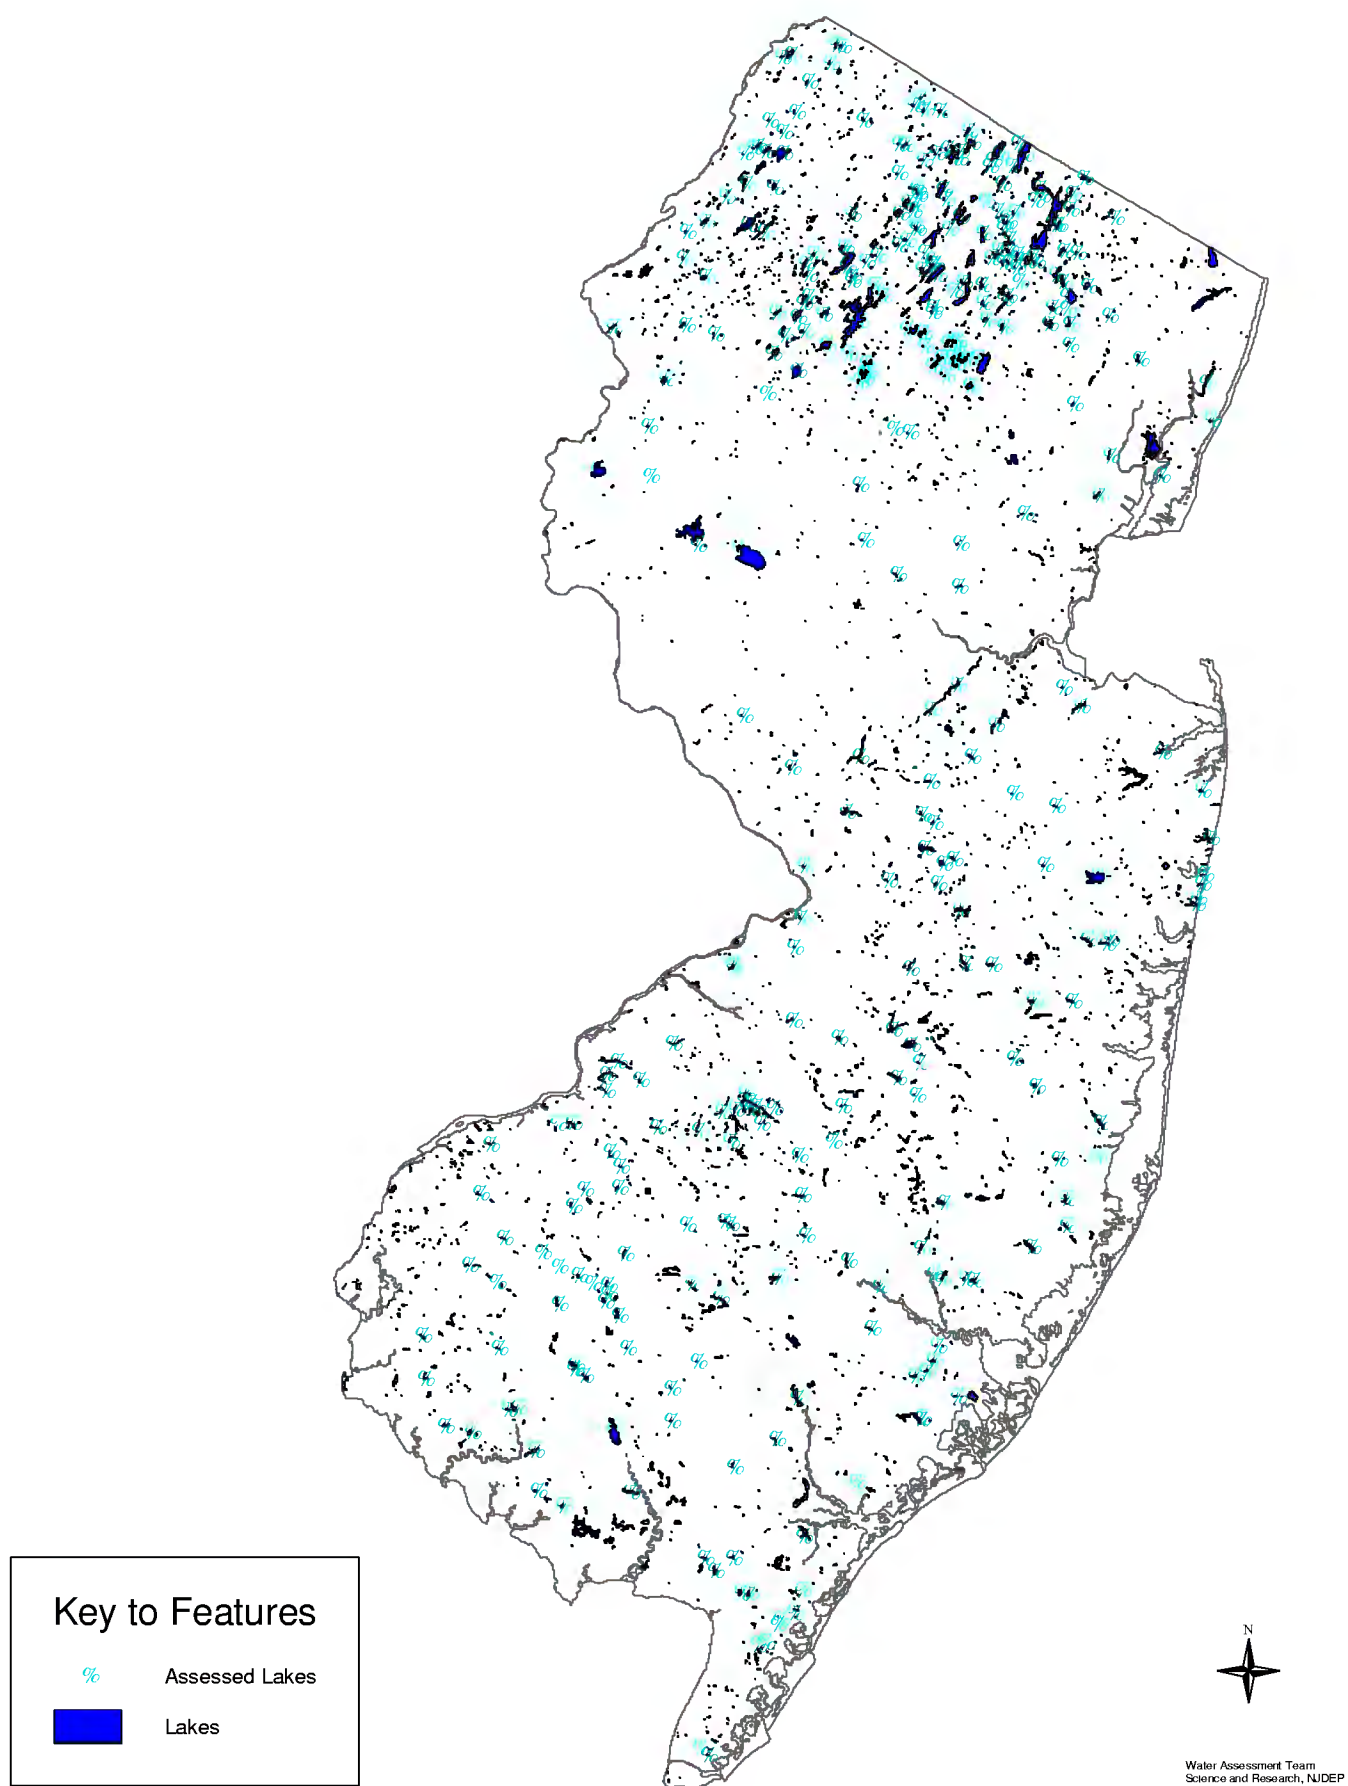 N
Key to Features
% Assessed Lakes
Lakes
Water Assessment Team
Science and Research, NJDEP